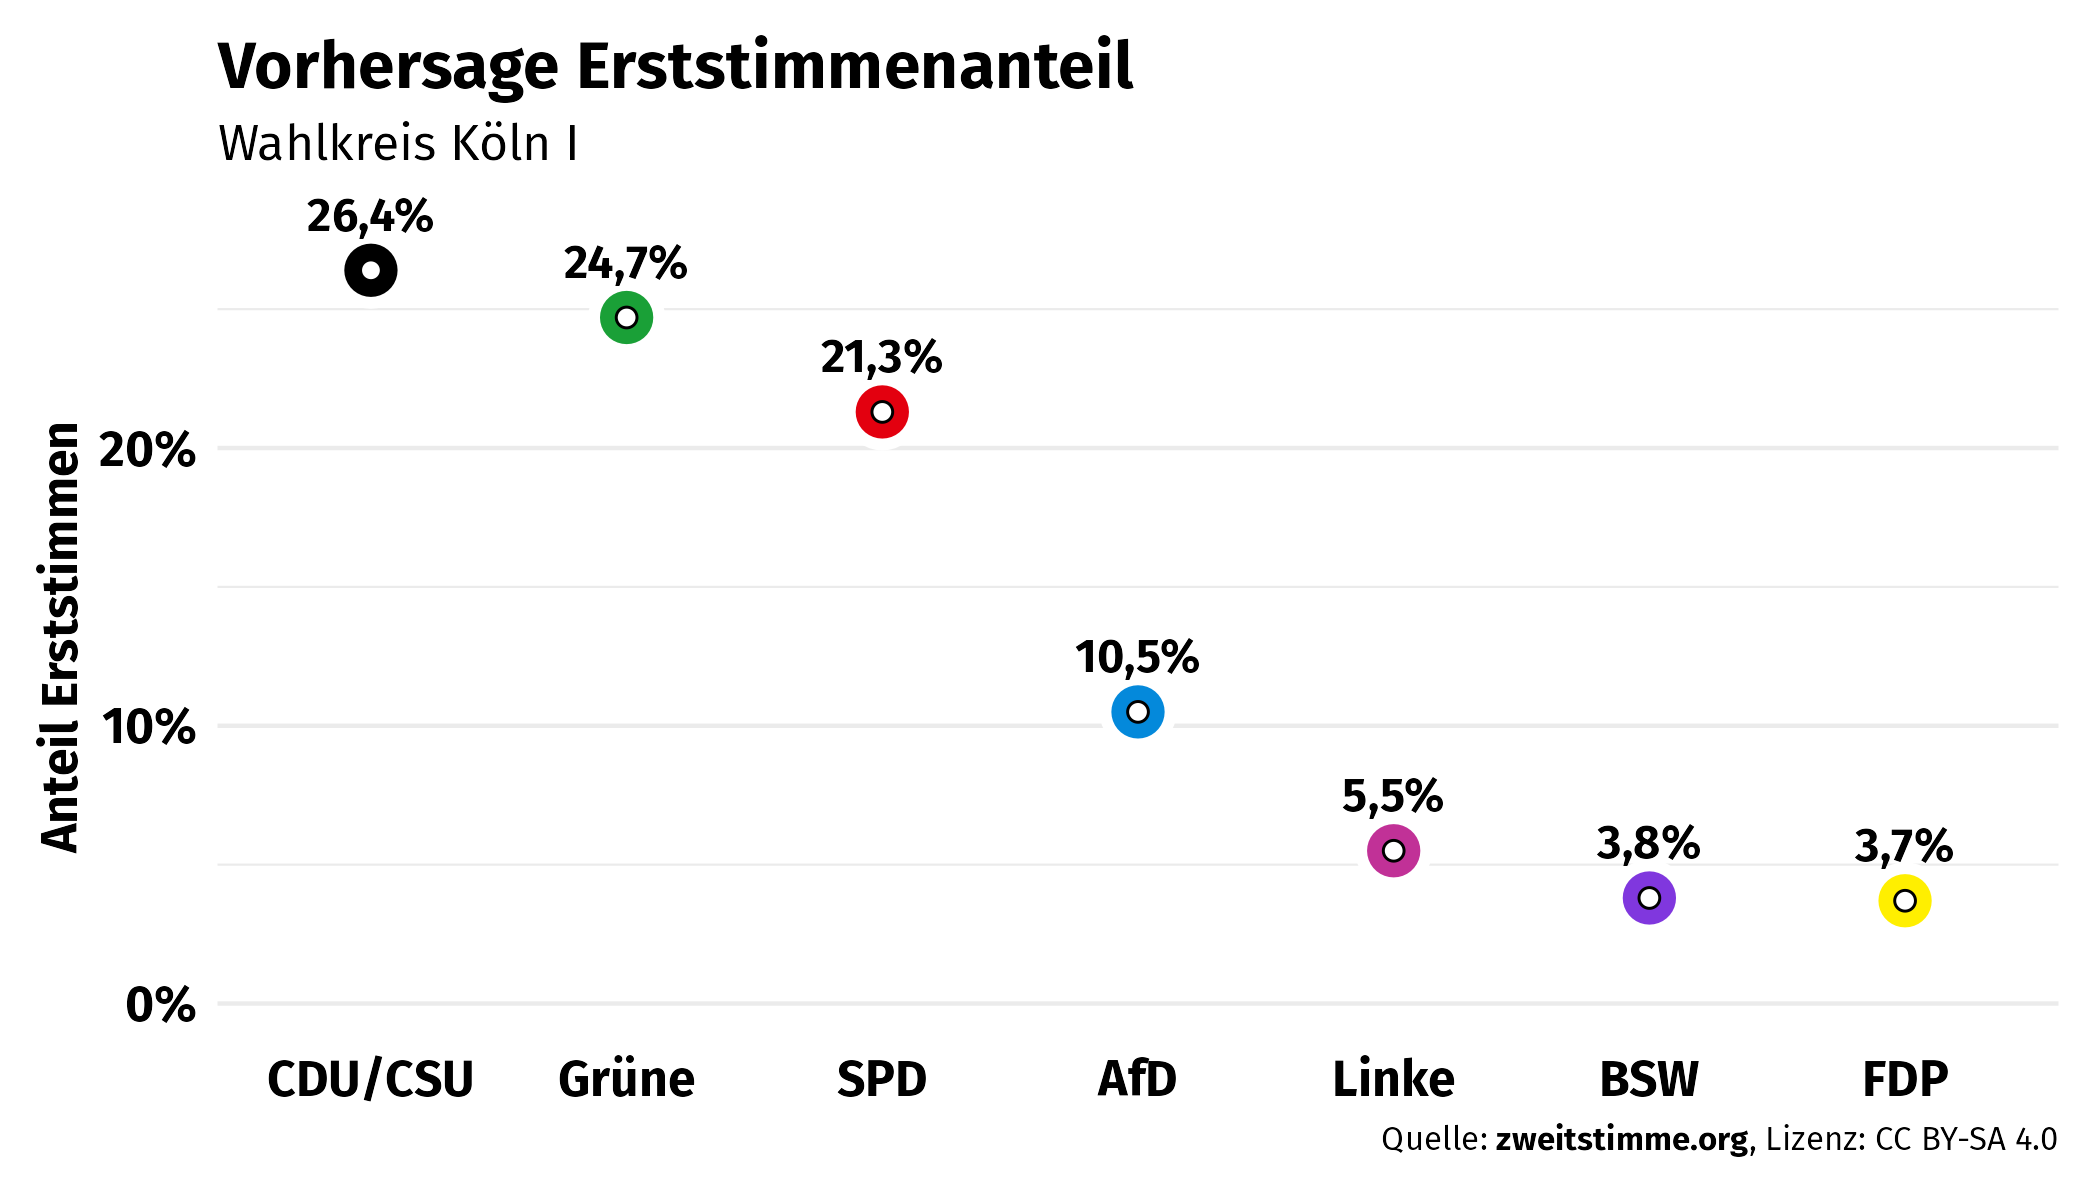 Vorhersage Erststimmenanteil
Wahlkreis Köln I
26,4%
24,7%
21,3%
10,5%
5,5%
3,8%
3,7%
Anteil Erststimmen
20%
10%
0%
CDU/CSU Grüne SPD AfD Linke BSW FDP
Quelle: zweitstimme.org, Lizenz: CC BY-SA 4.0